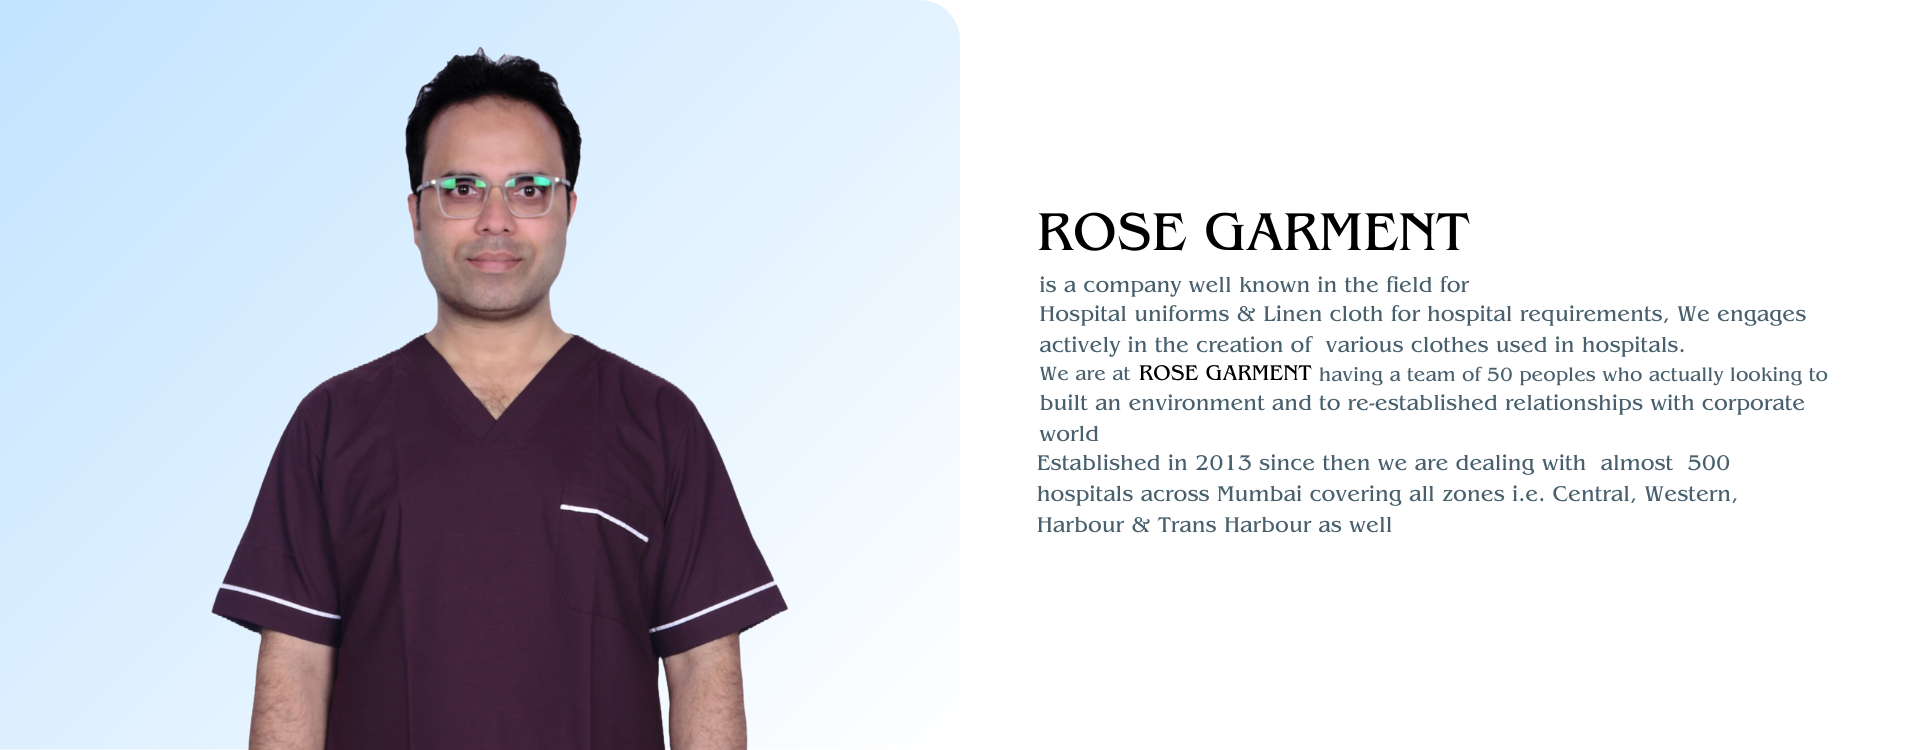 ROSE GARMENT
is a company well known in the field for
Hospital uniforms & Linen cloth for hospital requirements, We engages
actively in the creation of  various clothes used in hospitals.
We are at ROSE GARMENT having a team of 50 peoples who actually looking to
built an environment and to re-established relationships with corporate
world
Established in 2013 since then we are dealing with  almost  500
hospitals across Mumbai covering all zones i.e. Central, Western,
Harbour & Trans Harbour as well